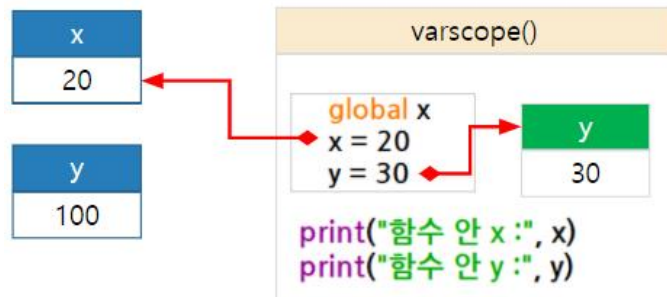 x
20
y
100
varscope()
global x
x = 20
y = 30
y
30
print("함수 안 x :", x)
print("함수 안 y :", y)